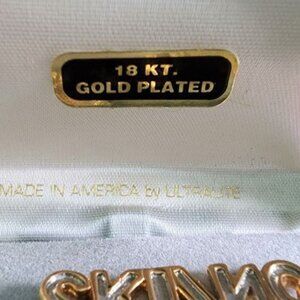 18 KT.
GOLD PLATED
MADE IN AMERICA by ULTRALITE